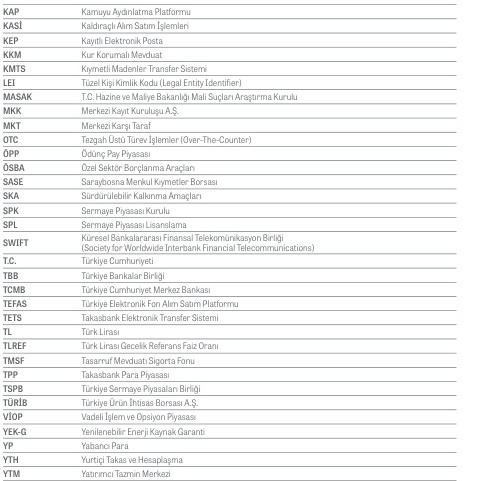 KAP Kamuyu Aydınlatma Platformu
KASİ Kaldıraçlı Alım Satım İşlemleri
KEP Kayıtlı Elektronik Posta
KKM Kur Korumalı Mevduat
KMTS Kıymetli Madenler Transfer Sistemi
LEI Tüzel Kişi Kimlik Kodu (Legal Entity Identifier)
MASAK T.C. Hazine ve Maliye Bakanlığı Mali Suçları Araştırma Kurulu
MKK Merkezi Kayıt Kuruluşu A.Ş.
MKT Merkezi Karşı Taraf
OTC Tezgah Üstü Türev İşlemler (Over-The-Counter)
ÖPP Ödünç Pay Piyasası
ÖSBA Özel Sektör Borçlanma Araçları
SASE Saraybosna Menkul Kıymetler Borsası
SKA Sürdürülebilir Kalkınma Amaçları
SPK Sermaye Piyasası Kurulu
SPL Sermaye Piyasası Lisanslama
SWIFT Küresel Bankalararası Finansal Telekomünikasyon Birliği
(Society for Worldwide Interbank Financial Telecommunications)
T.C. Türkiye Cumhuriyeti
TBB Türkiye Bankalar Birliği
TCMB Türkiye Cumhuriyet Merkez Bankası
TEFAS Türkiye Elektronik Fon Alım Satım Platformu
TETS Takasbank Elektronik Transfer Sistemi
TL Türk Lirası
TLREF Türk Lirası Gecelik Referans Faiz Oranı
TMSF Tasarruf Mevduatı Sigorta Fonu
TPP Takasbank Para Piyasası
TSPB Türkiye Sermaye Piyasaları Birliği
TÜRİB Türkiye Ürün İhtisas Borsası A.Ş.
VİOP Vadeli İşlem ve Opsiyon Piyasası
YEK-G Yenilenebilir Enerji Kaynak Garanti
YP Yabancı Para
YTH Yurtiçi Takas ve Hesaplaşma
YTM Yatırımcı Tazmin Merkezi